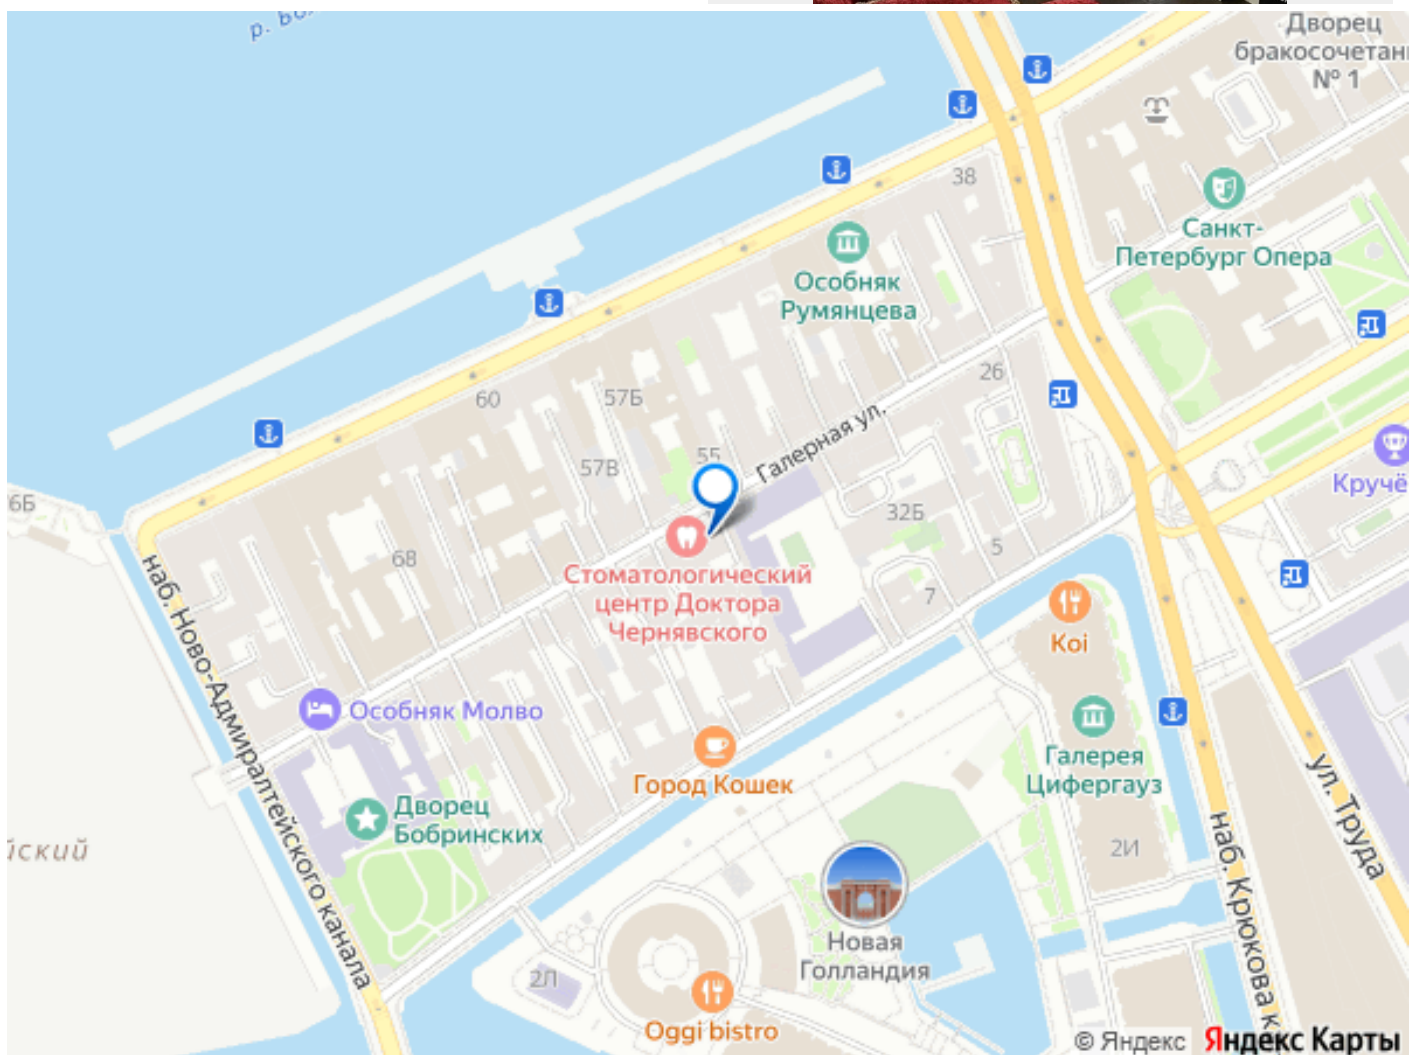 Дворец
бракосочетан
№ 1
38
Санкт-
Петербург Опера
Особняк
Румянцева
26
60
57Б
57В
55
Галерная ул.
Кручё
6Б
32Б
68
5
7
Стоматологический
центр Доктора
Чернявского
Koi
наб. Ново-Адмиралтейского канала
Особняк Молво
Город Кошек
Галерея
Цифергауз
ул. Труда
Дворец
Бобринских
йский
2И
наб. Крюкова к
Новая
Голландия
2Л
Oggi bistro
© Яндекс Яндекс Карты